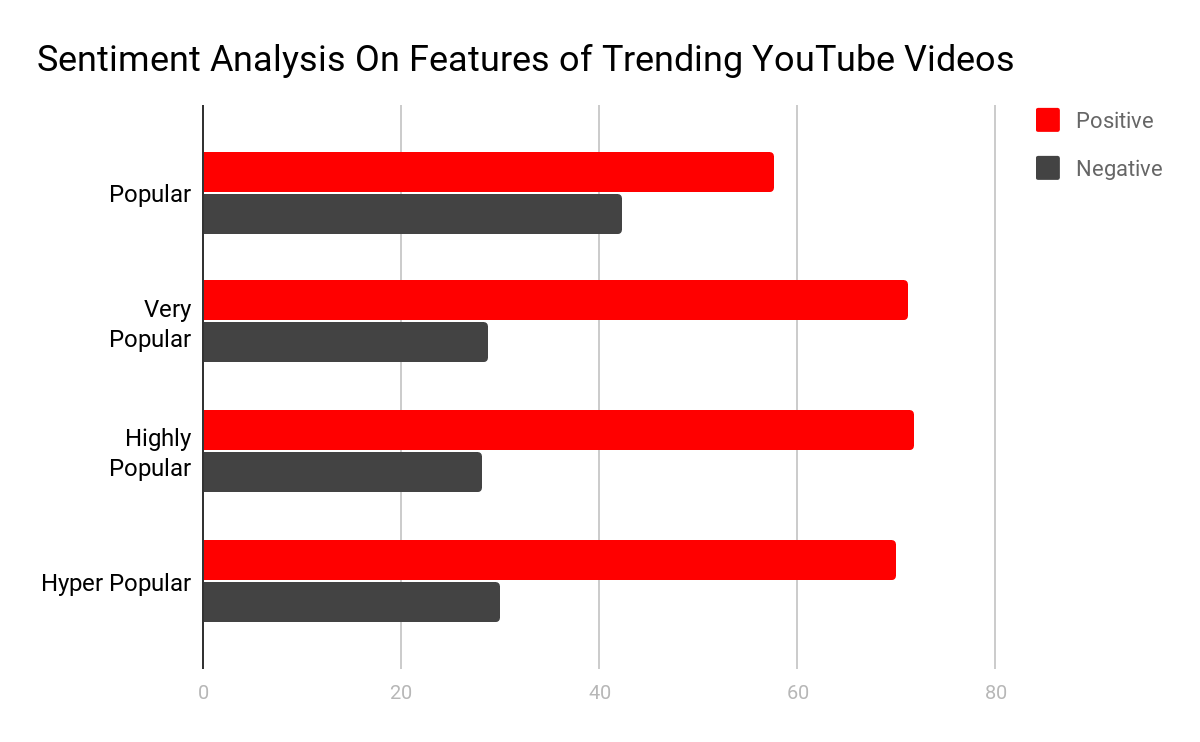 Sentiment Analysis On Features of Trending YouTube Videos
Positive
Negative
Popular
Very
Popular
Highly
Popular
Hyper Popular
0 20 40 60 80